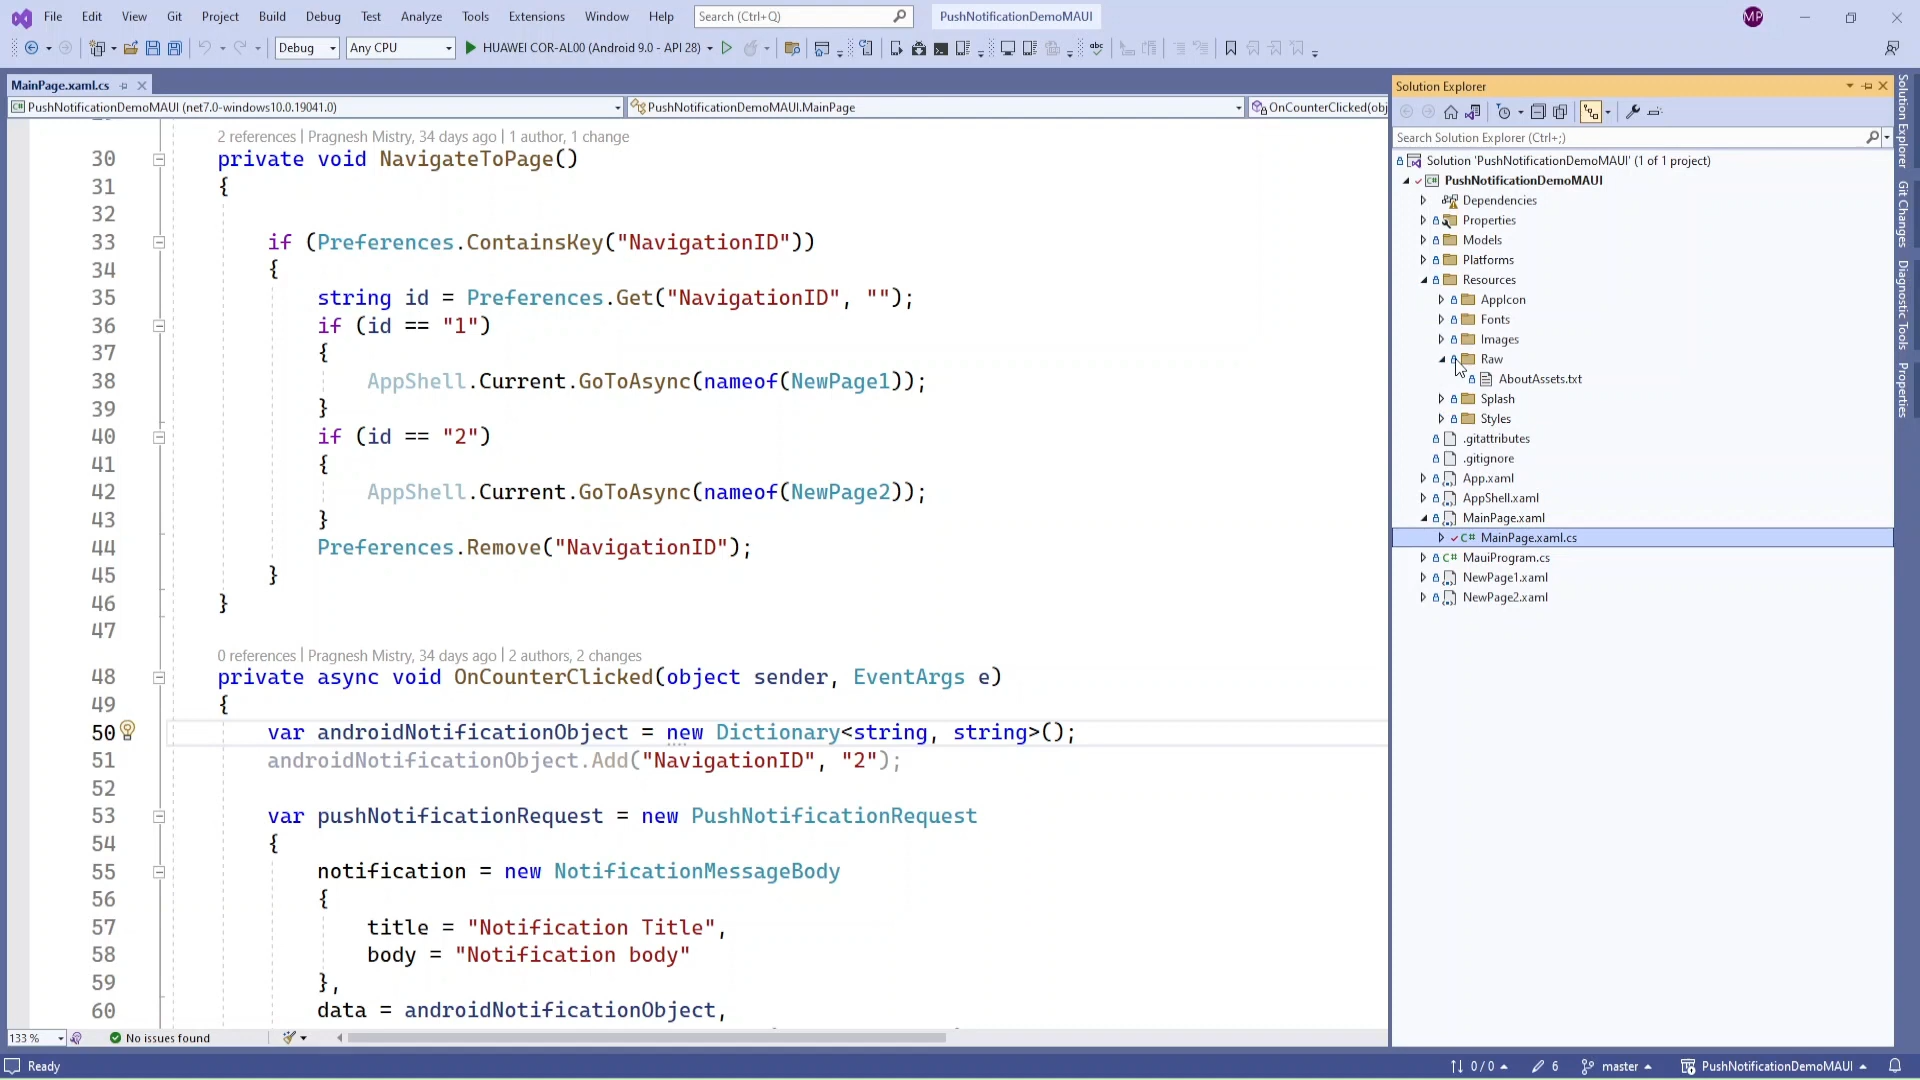 File Edit View Git Project Build Debug Test Analyze Tools Extensions Window Help Search (Ctrl+Q) PushNotificationDemoMAUI MP
Debug Any CPU HUAWEI COR-AL00 (Android 9.0 - API 28)
MainPage.xaml.cs
PushNotificationDemoMAUI (net7.0-windows10.0.19041.0) PushNotificationDemoMAUI.MainPage OnCounterClicked(obj
2 references | Pragnesh Mistry, 34 days ago | 1 author, 1 change
30 private void NavigateToPage()
31 {
32
33 if (Preferences.ContainsKey("NavigationID"))
34 {
35 string id = Preferences.Get("NavigationID", "");
36 if (id == "1")
37 {
38 AppShell.Current.GoToAsync(nameof(NewPage1));
39 }
40 if (id == "2")
41 {
42 AppShell.Current.GoToAsync(nameof(NewPage2));
43 }
44 Preferences.Remove("NavigationID");
45 }
46 }
47
0 references | Pragnesh Mistry, 34 days ago | 2 authors, 2 changes
48 private async void OnCounterClicked(object sender, EventArgs e)
49 {
50 var androidNotificationObject = new Dictionary<string, string>();
51 androidNotificationObject.Add("NavigationID", "2");
52
53 var pushNotificationRequest = new PushNotificationRequest
54 {
55 notification = new NotificationMessageBody
56 {
57 title = "Notification Title",
58 body = "Notification body"
59 },
60 data = androidNotificationObject,
133 % No issues found
Solution Explorer
Search Solution Explorer (Ctrl+;)
Solution 'PushNotificationDemoMAUI' (1 of 1 project)
PushNotificationDemoMAUI
Dependencies
Properties
Models
Platforms
Resources
AppIcon
Fonts
Images
Raw
AboutAssets.txt
Splash
Styles
.gitattributes
.gitignore
App.xaml
AppShell.xaml
MainPage.xaml
C# MainPage.xaml.cs
C# MauiProgram.cs
NewPage1.xaml
NewPage2.xaml
Solution Explorer
Git Changes
Diagnostic Tools
Properties
Ready 0 / 0 6 master PushNotificationDemoMAUI